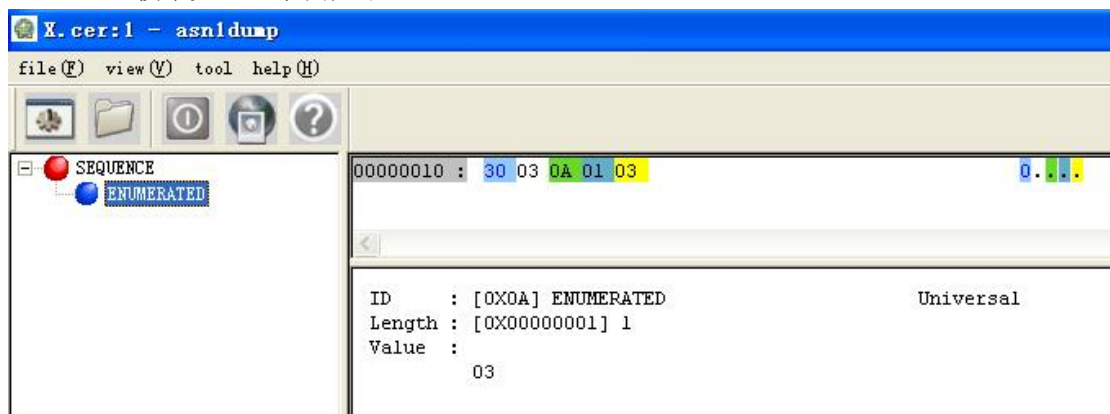 X.cer:1 - asn1dump
file(F) view(V) tool help(H)
SEQUENCE
ENUMERATED
00000010 : 30 03 0A 01 03 0....
ID : [0X0A] ENUMERATED Universal
Length : [0X00000001] 1
Value :
03